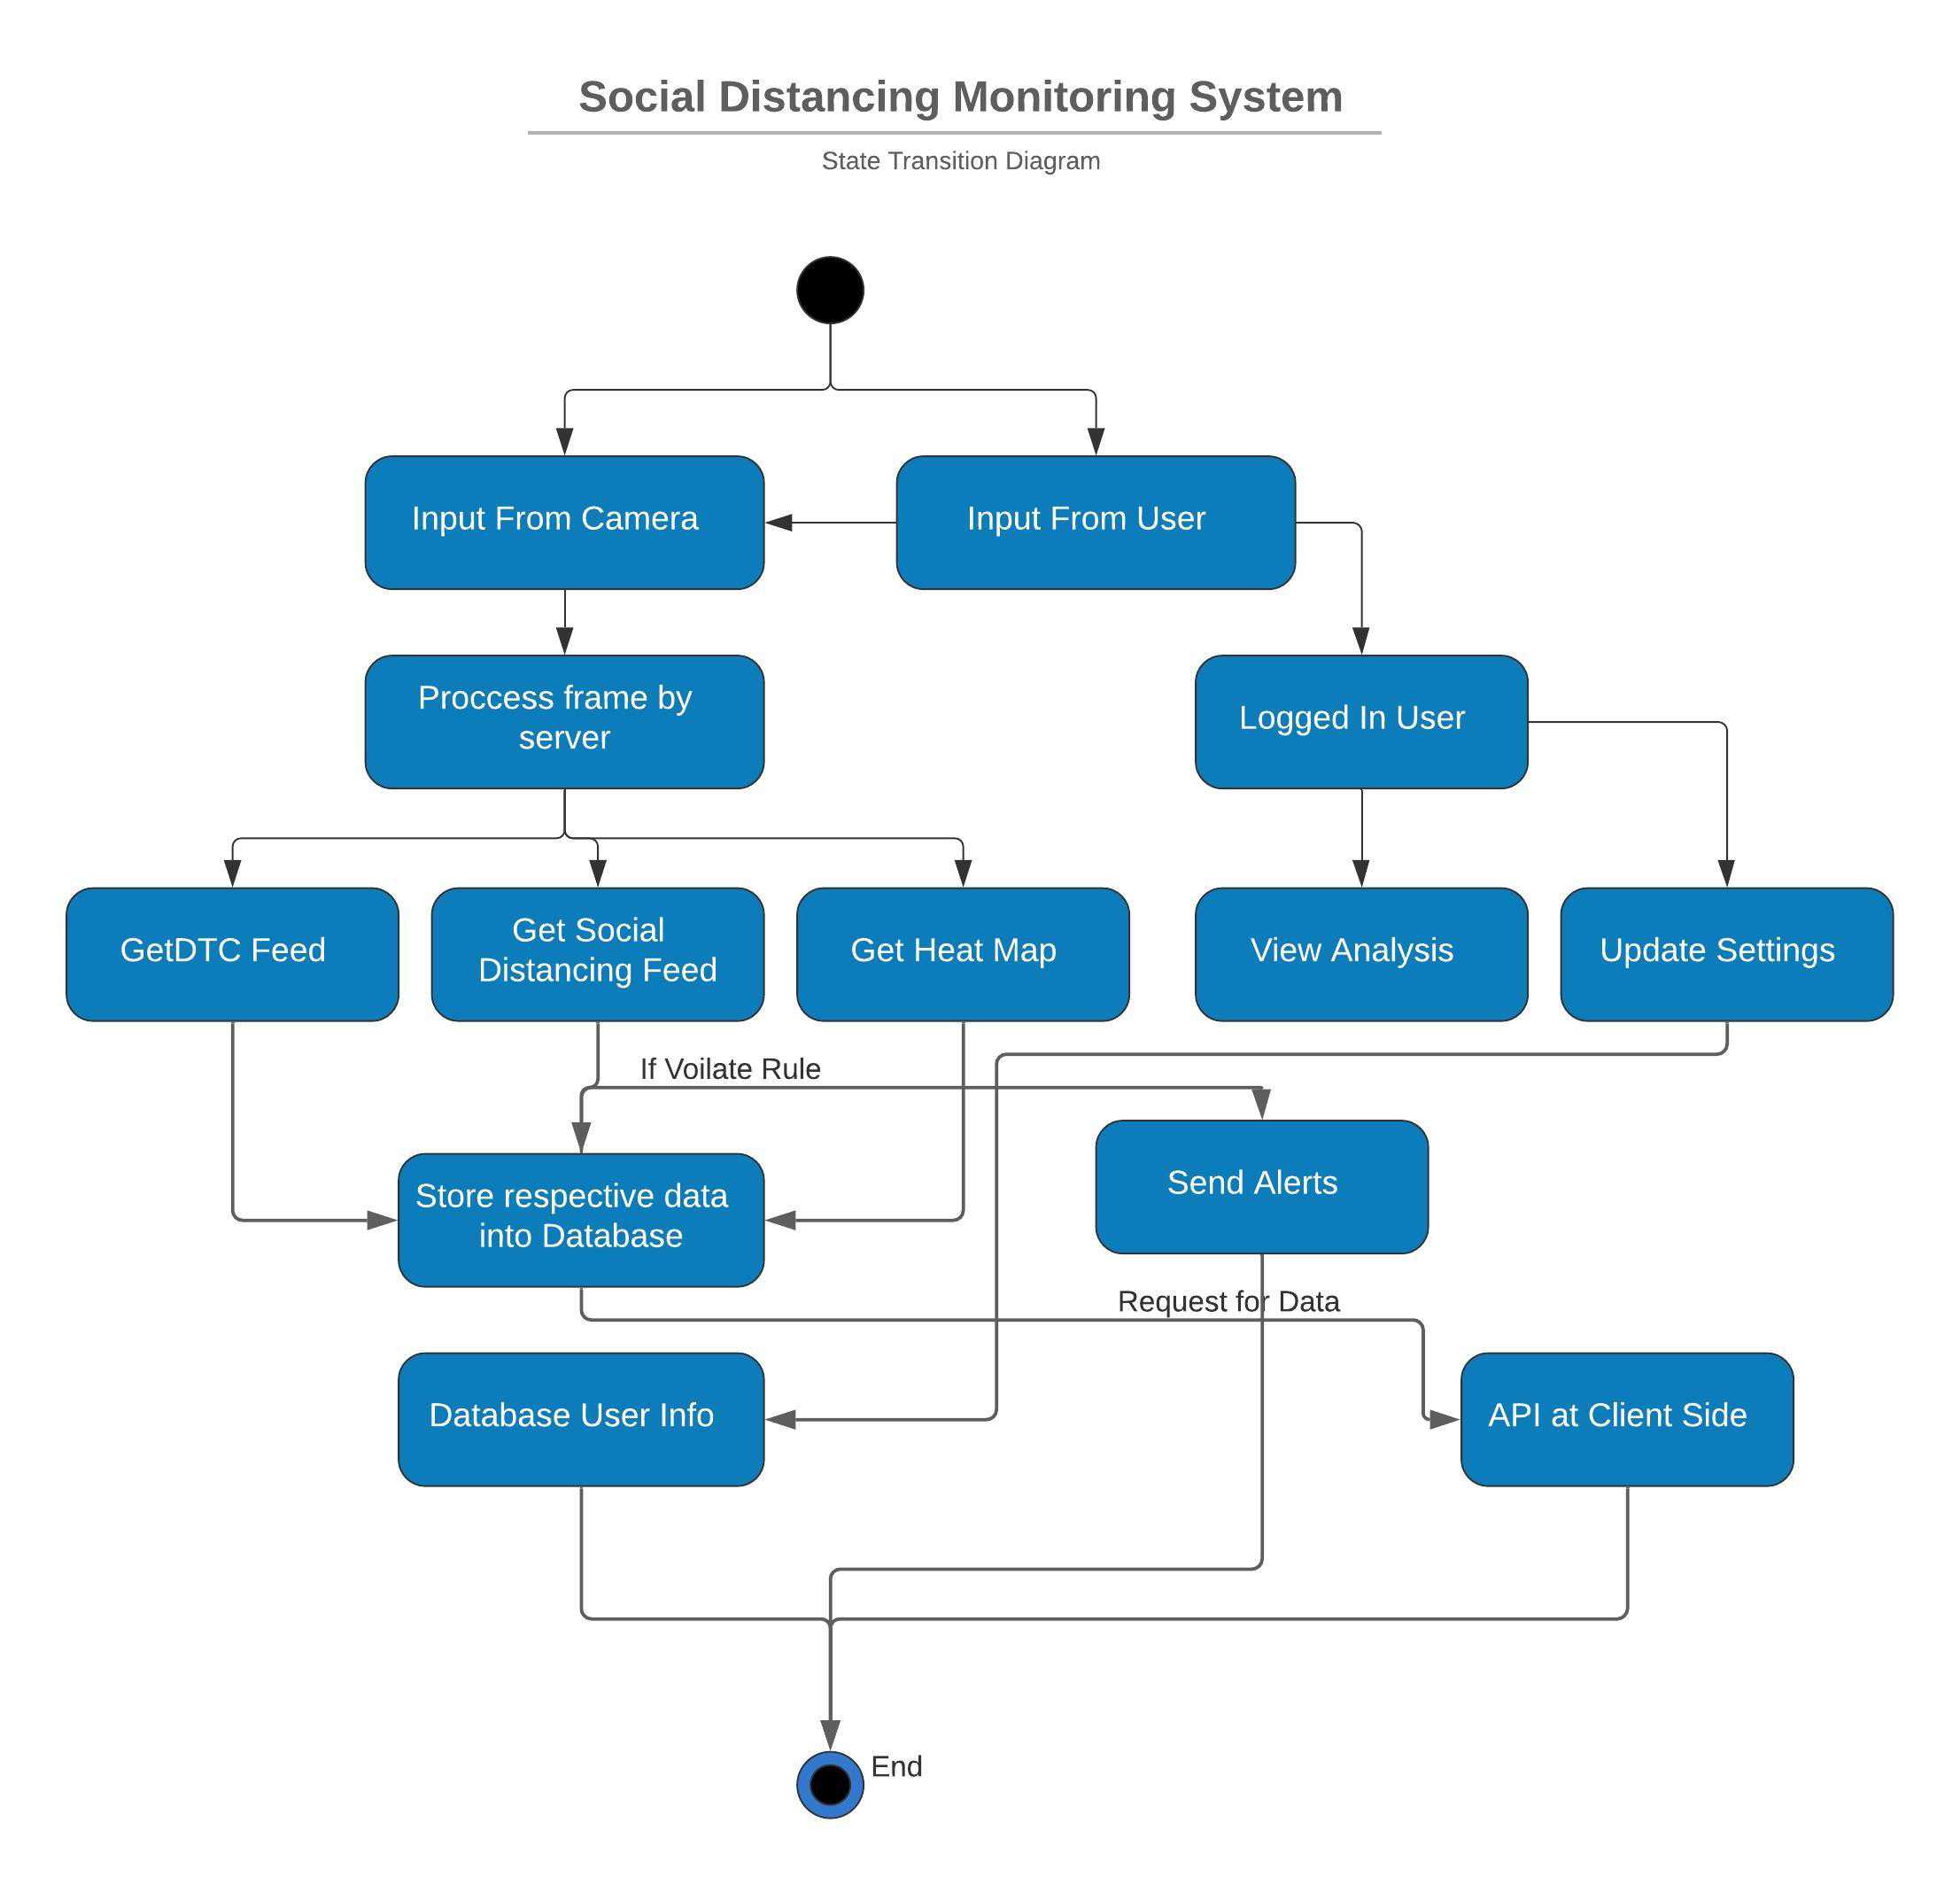 Social Distancing Monitoring System
State Transition Diagram
Input From Camera
Input From User
Proccess frame by
server
Logged In User
GetDTC Feed
Get Social
Distancing Feed
Get Heat Map
View Analysis
Update Settings
If Voilate Rule
Store respective data
into Database
Send Alerts
Request for Data
Database User Info
API at Client Side
End